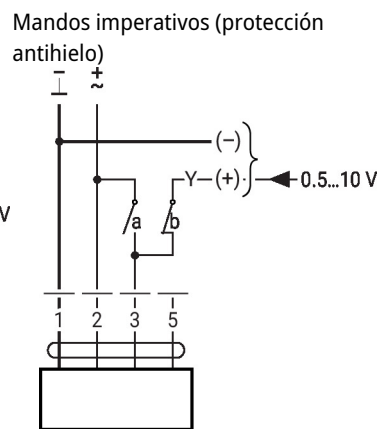 Mandos imperativos (protección
antihielo)
⊥ ~
− +
(−)
Y (+) 0.5...10 V
V
a b
1 2 3 5